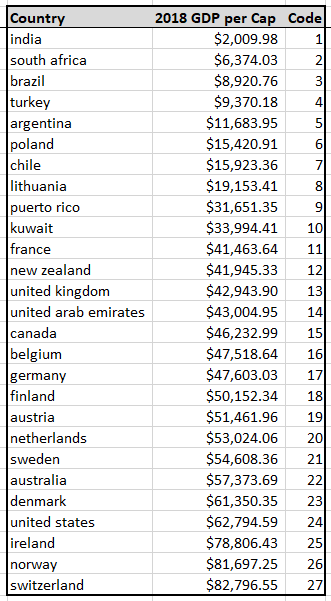 Country 2018 GDP per Cap Code
india $2,009.98 1
south africa $6,374.03 2
brazil $8,920.76 3
turkey $9,370.18 4
argentina $11,683.95 5
poland $15,420.91 6
chile $15,923.36 7
lithuania $19,153.41 8
puerto rico $31,651.35 9
kuwait $33,994.41 10
france $41,463.64 11
new zealand $41,945.33 12
united kingdom $42,943.90 13
united arab emirates $43,004.95 14
canada $46,232.99 15
belgium $47,518.64 16
germany $47,603.03 17
finland $50,152.34 18
austria $51,461.96 19
netherlands $53,024.06 20
sweden $54,608.36 21
australia $57,373.69 22
denmark $61,350.35 23
united states $62,794.59 24
ireland $78,806.43 25
norway $81,697.25 26
switzerland $82,796.55 27